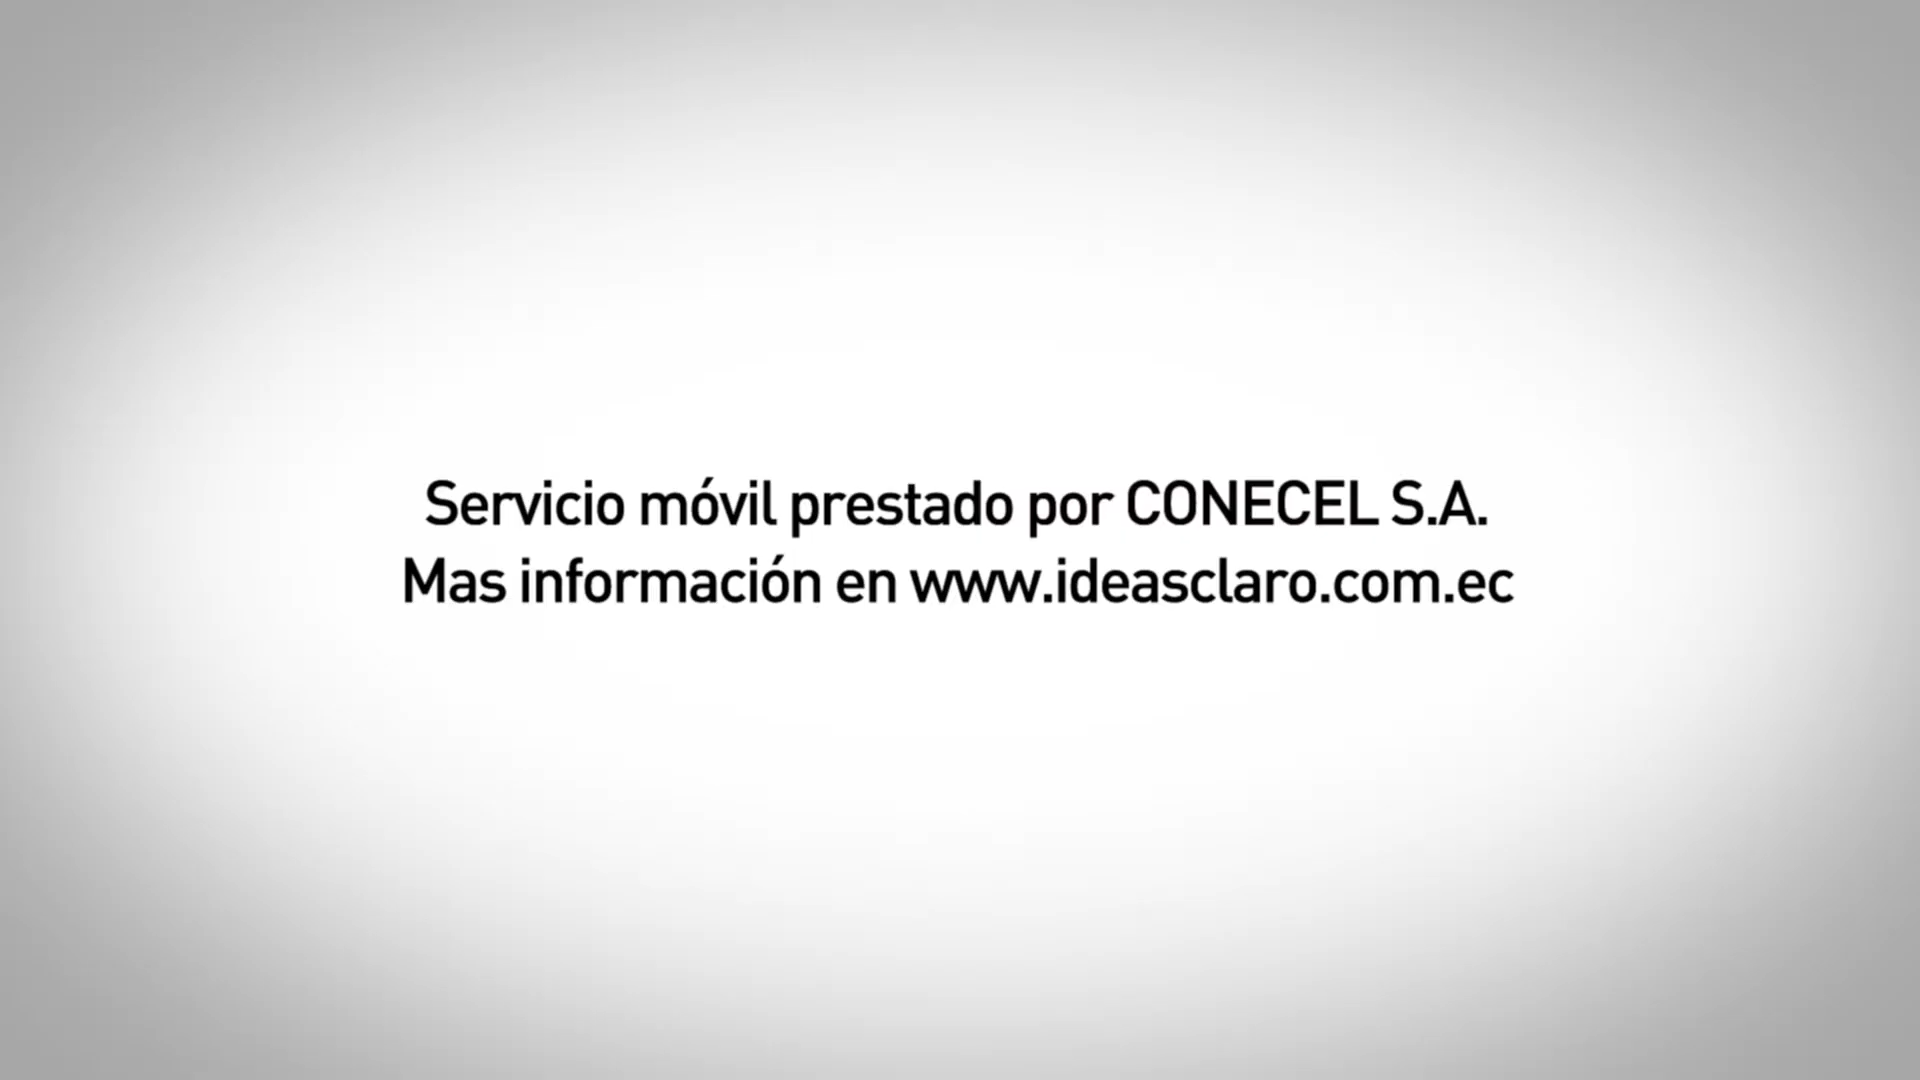 Servicio móvil prestado por CONECEL S.A.
Mas información en www.ideasclaro.com.ec